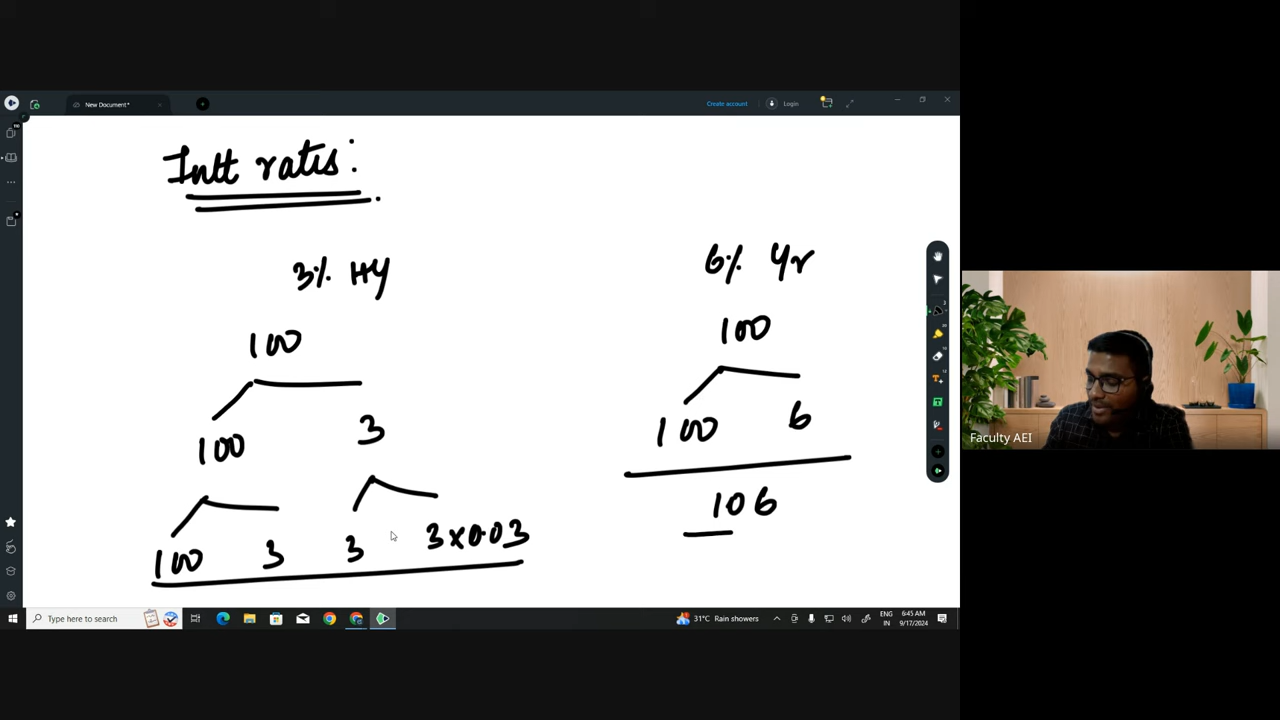 New Document*
Create account
Login
Intt rates:
3% HY
100
100 3
100 3 3 3x0.03
6% Yr
100
100 6
106
Faculty AEI
Type here to search
31°C Rain showers
ENG
IN
6:45 AM
9/17/2024